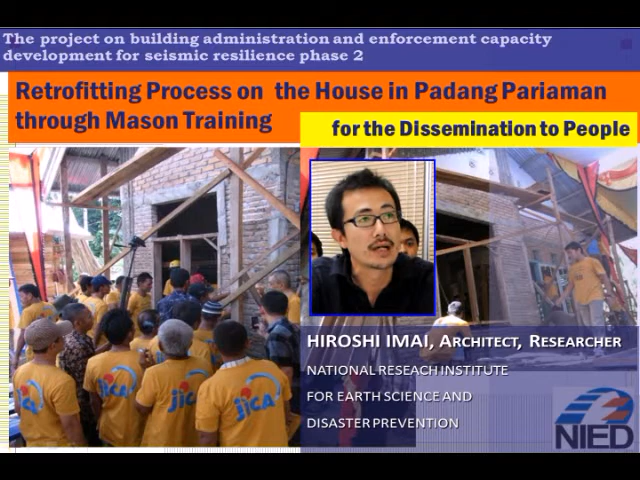 The project on building administration and enforcement capacity
development for seismic resilience phase 2
Retrofitting Process on the House in Padang Pariaman
through Mason Training
for the Dissemination to People
HIROSHI IMAI, ARCHITECT, RESEARCHER
NATIONAL RESEACH INSTITUTE
FOR EARTH SCIENCE AND
DISASTER PREVENTION
NIED
jica
jica
jica